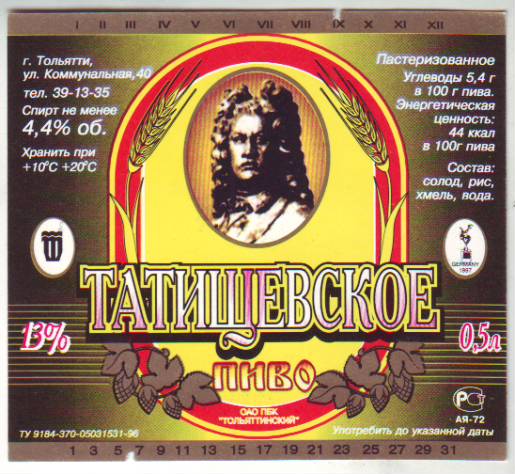 I II III IV V VI VII VIII IX X XI XII
г. Тольятти,
ул. Коммунальная,40
тел. 39-13-35
Спирт не менее
4,4% об.
Хранить при
+10°С +20°С
Пастеризованное
Углеводы 5,4 г
в 100 г пива.
Энергетическая
ценность:
44 ккал
в 100г пива
Состав:
солод, рис,
хмель, вода.
GERMANY
1997
ТАТИЩЕВСКОЕ
13%
0,5л
ПИВО
ОАО ПБК
"ТОЛЬЯТТИНСКИЙ"
РСТ
АЯ-72
ТУ 9184-370-05031531-96
Употребить до указанной даты
1 3 5 7 9 11 13 15 17 19 21 23 25 27 29 31